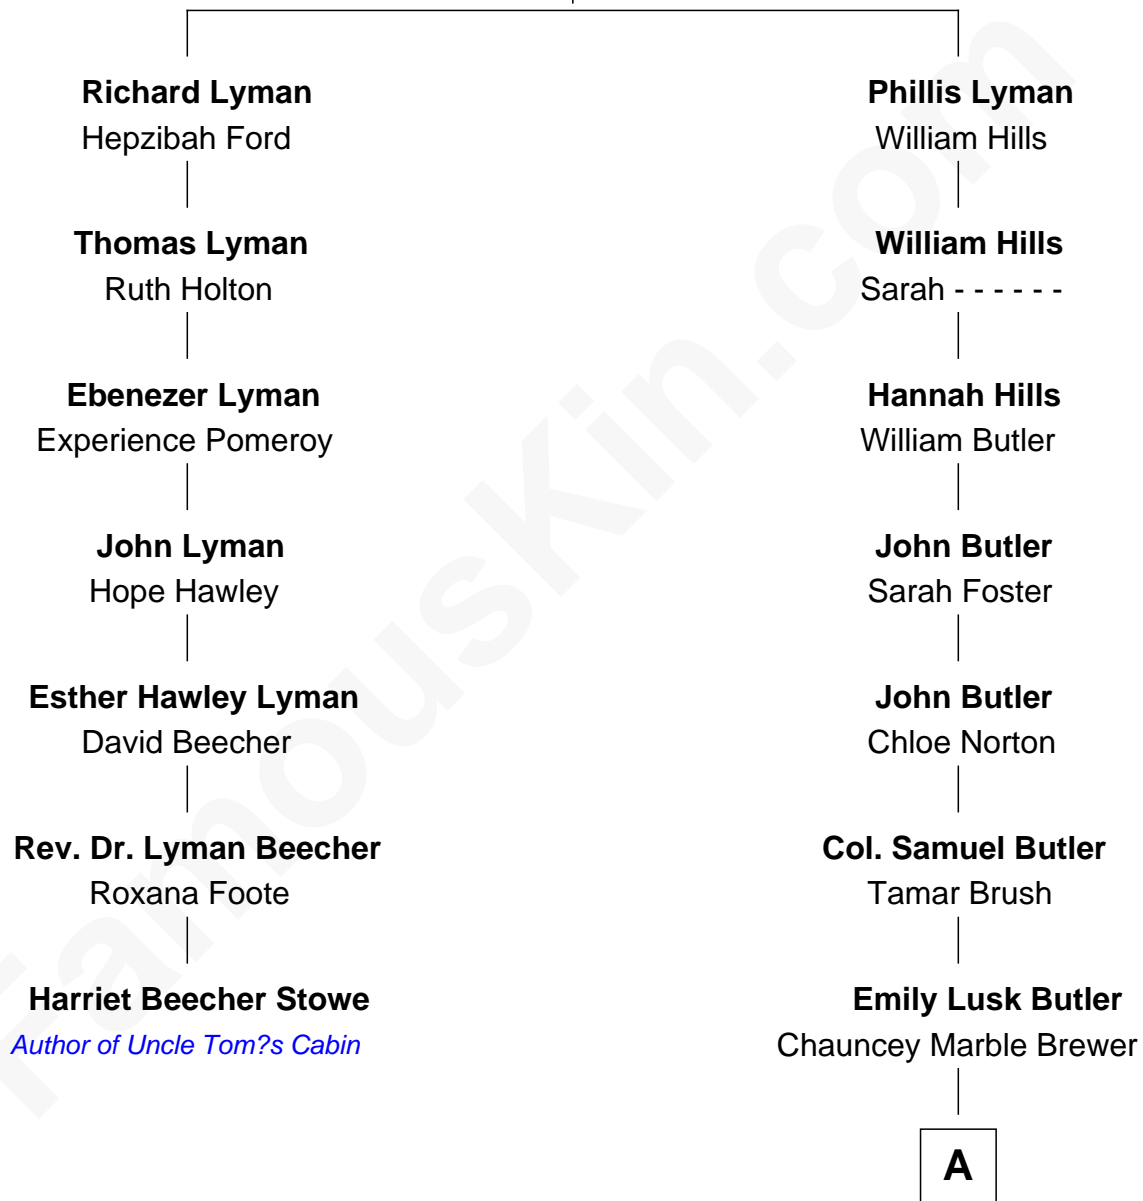 Richard Lyman
Hepzibah Ford
Thomas Lyman
Ruth Holton
Ebenezer Lyman
Experience Pomeroy
John Lyman
Hope Hawley
Esther Hawley Lyman
David Beecher
Rev. Dr. Lyman Beecher
Roxana Foote
Harriet Beecher Stowe
Author of Uncle Tom?s Cabin
Phillis Lyman
William Hills
William Hills
Sarah - - - - - -
Hannah Hills
William Butler
John Butler
Sarah Foster
John Butler
Chloe Norton
Col. Samuel Butler
Tamar Brush
Emily Lusk Butler
Chauncey Marble Brewer
A
FamousKin.com